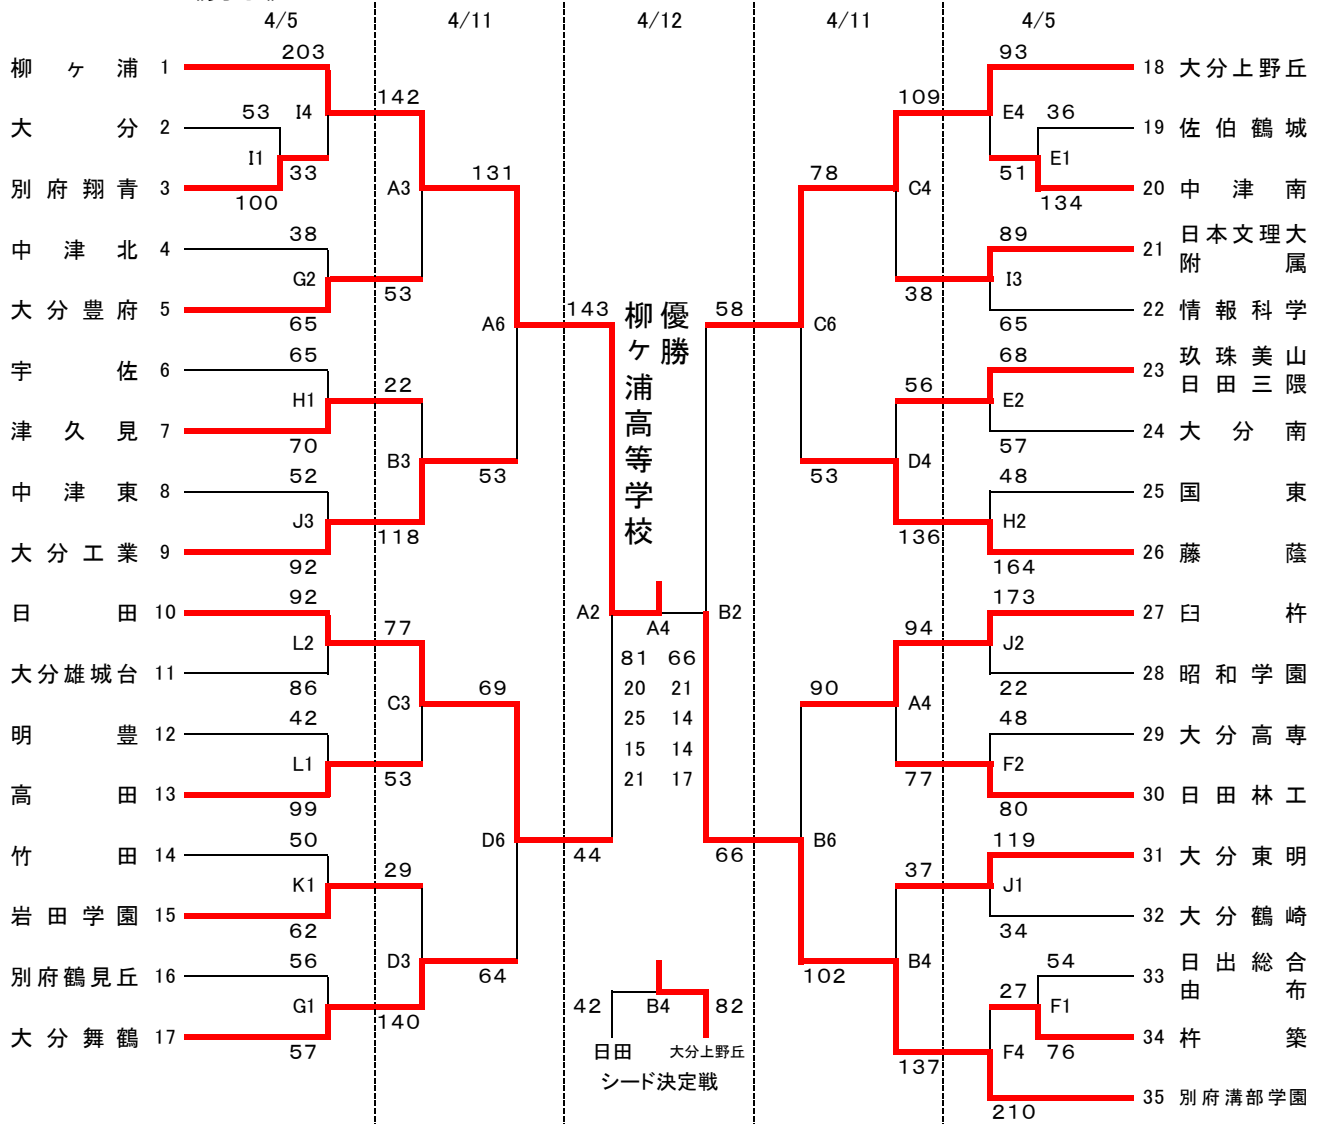 4/5 4/11 4/12 4/11 4/5
203 93
柳ヶ浦 1 18 大分上野丘
142 109
53 I4 E4 36
大分 2 19 佐伯鶴城
I1 E1
33 131 78 51
別府翔青 3 A3 C4 20 中津南
100 134
38 89 日本文理大
中津北 4 21 附属
G2 53 38 I3
大分豊府 5 143 58 22 情報科学
65 A6 C6 65
65 68 玖珠美山
宇佐 6 23 日田三隈
22 56
H1 E2
津久見 7 24 大分南
70 57
B3 53 53 D4
52 48
中津東 8 25 国東
J3 H2
118 136
大分工業 9 26 藤蔭
92 164
優勝
柳ヶ浦高等学校
92 173
日田 10 A2 B2 27 臼杵
77 A4 94
L2 81 66 J2
大分雄城台 11 28 昭和学園
86 69 20 21 90 22
42 C3 25 14 A4 48
明豊 12 29 大分高専
L1 15 14 F2
53 21 17 77
高田 13 30 日田林工
99 80
50 D6 B6 119
竹田 14 44 66 31 大分東明
29 37
K1 J1
岩田学園 15 32 大分鶴崎
62 34
56 D3 B4 54 日出総合
別府鶴見丘 16 64 102 33 由布
27
G1 42 B4 82 F1
140
大分舞鶴 17 34 杵築
57 日田 大分上野丘 F4 76
137
シード決定戦
35 別府溝部学園
210